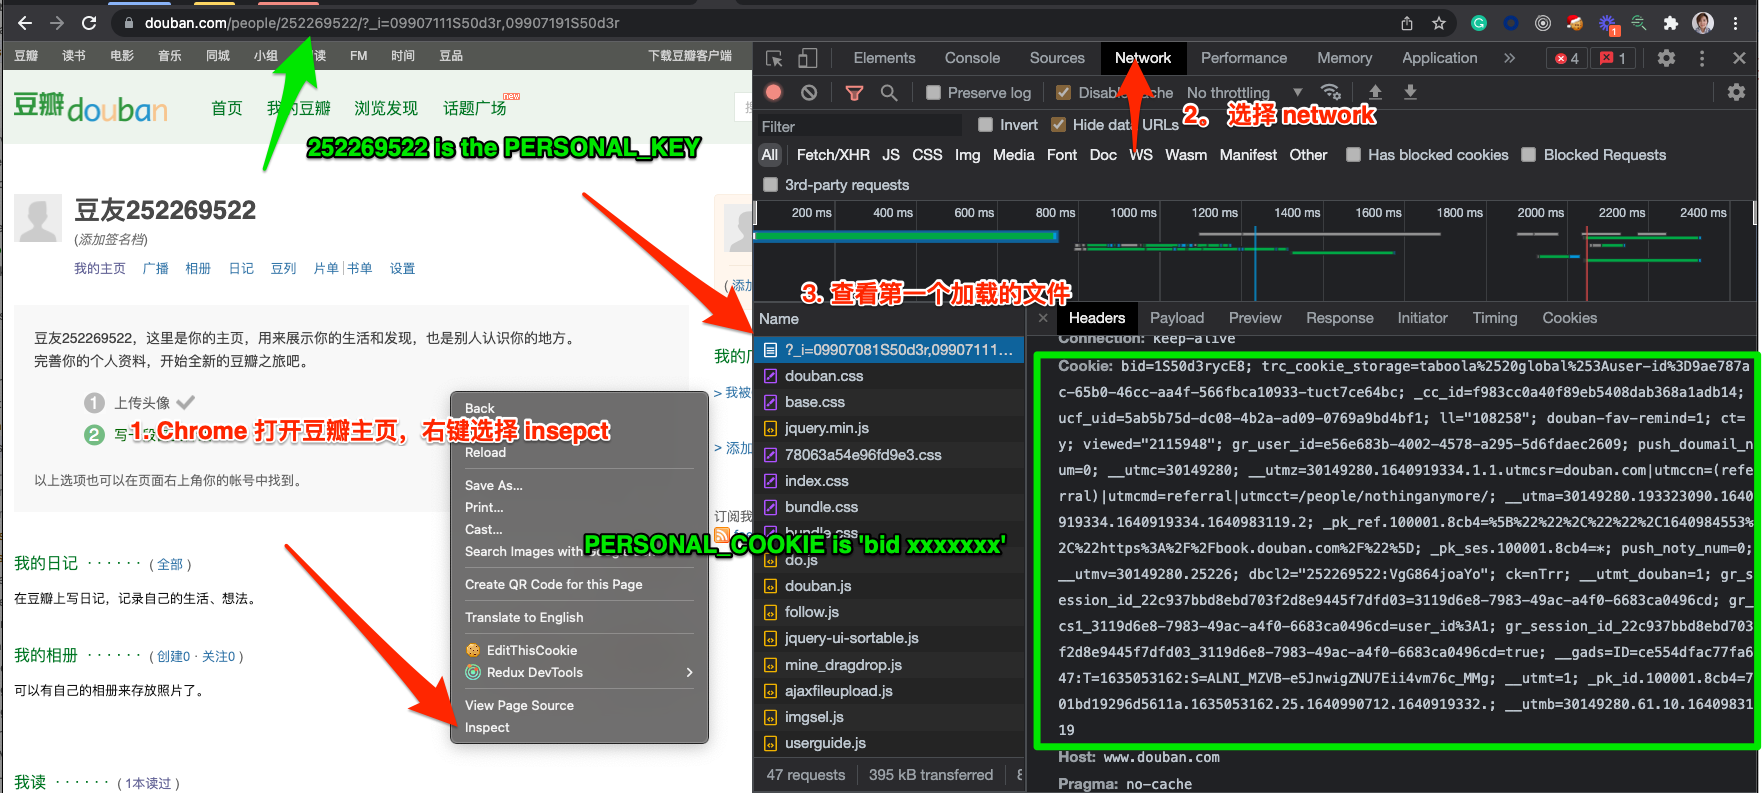 douban.com/people/252269522/?_i=09907111S50d3r,09907191S50d3r
豆瓣 读书 电影 音乐 同城 小组 阅读 FM 时间 豆品 下载豆瓣客户端
豆瓣 douban 首页 我的豆瓣 浏览发现 话题广场 new
252269522 is the PERSONAL_KEY
豆友252269522
(添加签名档)
我的主页 广播 相册 日记 豆列 片单 书单 设置
豆友252269522，这里是你的主页，用来展示你的生活和发现，也是别人认识你的地方。
完善你的个人资料，开始全新的豆瓣之旅吧。
1 上传头像
2 写一段
1. Chrome 打开豆瓣主页，右键选择 insepct
以上选项也可以在页面右上角你的帐号中找到。
我的日记 · · · · · · ( 全部 )
在豆瓣上写日记，记录自己的生活、想法。
我的相册 · · · · · · ( 创建0 · 关注0 )
可以有自己的相册来存放照片了。
我读 · · · · · · ( 1本读过 )
( 添加
我的广
> 我被
> 添加
订阅我
Back
Reload
Save As...
Print...
Cast...
Search Images with
Create QR Code for this Page
Translate to English
EditThisCookie
Redux DevTools
View Page Source
Inspect
PERSONAL_COOKIE is 'bid xxxxxxx'
Elements Console Sources Network Performance Memory Application » 4 1
Preserve log Disable cache No throttling
2。 选择 network
Filter Invert Hide data URLs
All Fetch/XHR JS CSS Img Media Font Doc WS Wasm Manifest Other Has blocked cookies Blocked Requests
3rd-party requests
200 ms 400 ms 600 ms 800 ms 1000 ms 1200 ms 1400 ms 1600 ms 1800 ms 2000 ms 2200 ms 2400 ms
3. 查看第一个加载的文件
Name
?_i=09907081S50d3r,09907111...
douban.css
base.css
jquery.min.js
78063a54e96fd9e3.css
index.css
bundle.css
bundle.css
do.js
douban.js
follow.js
jquery-ui-sortable.js
mine_dragdrop.js
ajaxfileupload.js
imgsel.js
userguide.js
47 requests 395 kB transferred 8
Headers Payload Preview Response Initiator Timing Cookies
Connection: keep-alive
Cookie: bid=1S50d3rycE8; trc_cookie_storage=taboola%2520global%253Auser-id%3D9ae787a
c-65b0-46cc-aa4f-566fbca10933-tuct7ce64bc; _cc_id=f983cc0a40f49eb5408dab368a1adb14;
ucf_uid=5ab5b75d-dc08-4b2a-ad09-0769a9bd4bf1; ll="108258"; douban-fav-remind=1; ct=
y; viewed="2115948"; gr_user_id=e56e683b-4002-4578-a295-5d6fdaec2609; push_doumail_n
um=0; __utmc=30149280; __utmz=30149280.1640919334.1.1.utmcsr=douban.com|utmccn=(refe
rral)|utmcmd=referral|utmcct=/people/nothinganymore/; __utma=30149280.193323090.1640
919334.1640919334.1640983119.2; _pk_ref.100001.8cb4=%5B%22%22%2C%22%22%2C1640984553%
2C%22https%3A%2F%2Fbook.douban.com%2F%22%5D; _pk_ses.100001.8cb4=*; push_noty_num=0;
__utmv=30149280.25226; dbcl2="252269522:VgG864joaYo"; ck=nTrr; __utmt_douban=1; gr_s
ession_id_22c937bbd8ebd703f2d8e9445f7dfd03=3119d6e8-7983-49ac-a4f0-6683ca0496cd; gr_
cs1_3119d6e8-7983-49ac-a4f0-6683ca0496cd=user_id%3A1; gr_session_id_22c937bbd8ebd703
f2d8e9445f7dfd03_3119d6e8-7983-49ac-a4f0-6683ca0496cd=true; __gads=ID=ce554dfac77fa6
47:T=1635053162:S=ALNI_MZVB-e5JnwigZNU7Eii4vm76c_MMg; __utmt=1; _pk_id.100001.8cb4=7
01bd19296d5611a.1635053162.25.1640990712.1640919332.; __utmb=30149280.61.10.16409831
19
Host: www.douban.com
Pragma: no-cache